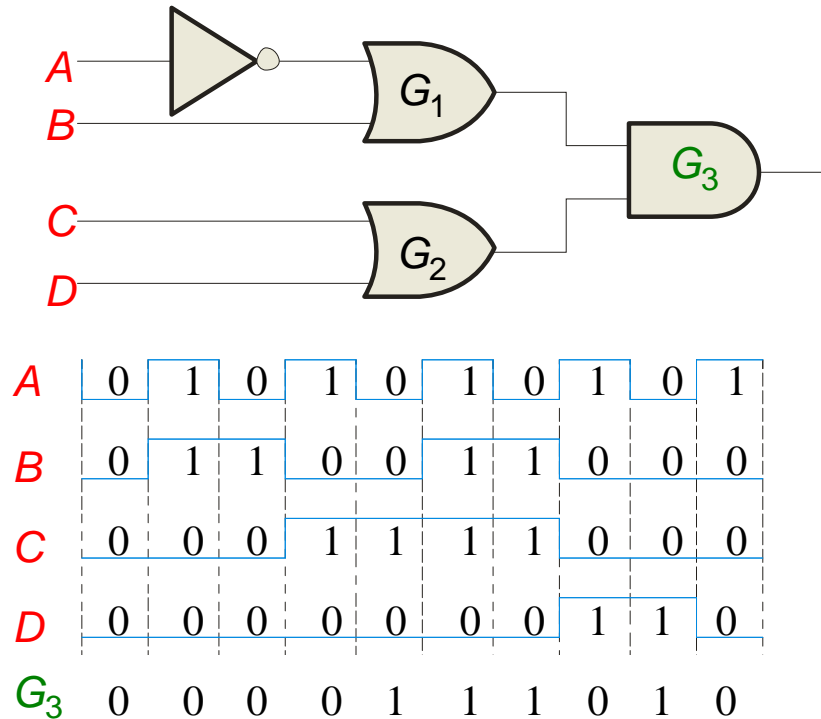 A
B
G1
G3
C
D
G2
A 0 1 0 1 0 1 0 1 0 1
B 0 1 1 0 0 1 1 0 0 0
C 0 0 0 1 1 1 1 0 0 0
D 0 0 0 0 0 0 0 1 1 0
G3 0 0 0 0 1 1 1 0 1 0